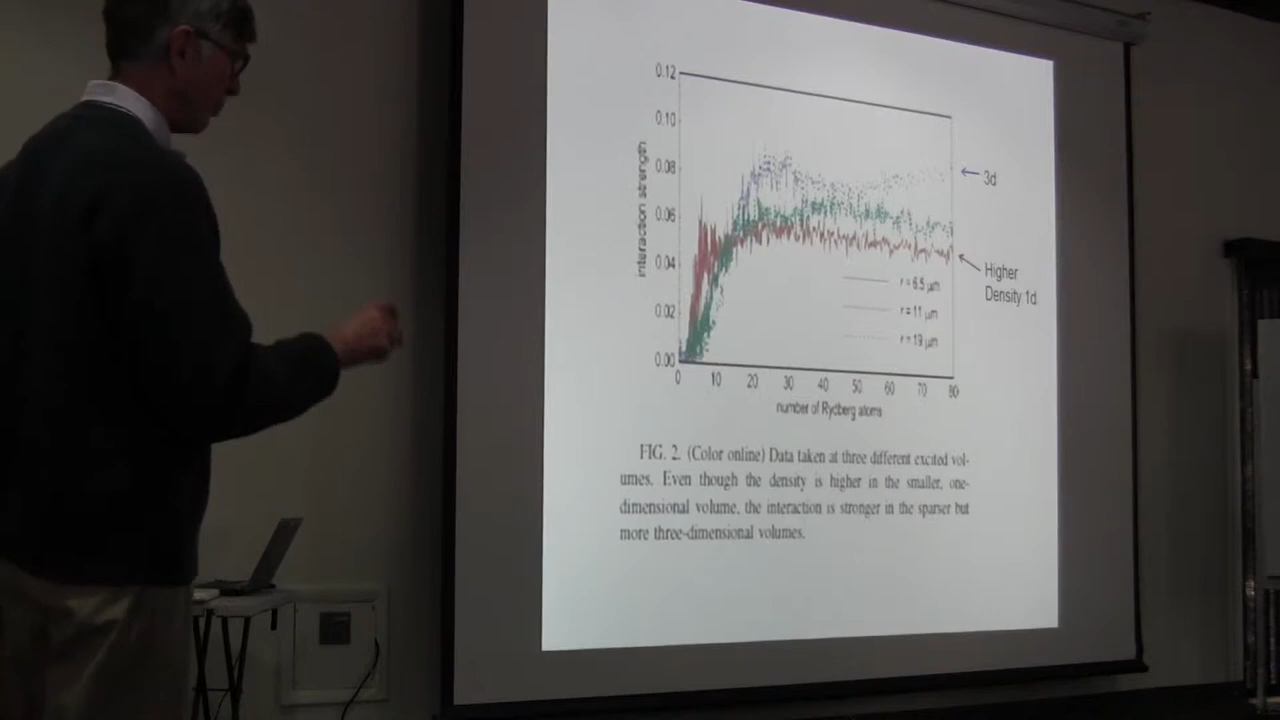 0.12
0.10
0.08
0.06
0.04
0.02
0.00
interaction strength
0 10 20 30 40 50 60 70 80
number of Rydberg atoms
3d
Higher
Density 1d
r = 6.5 µm
r = 11 µm
r = 19 µm
FIG. 2. (Color online) Data taken at three different excited vol-
umes. Even though the density is higher in the smaller, one-
dimensional volume, the interaction is stronger in the sparser but
more three-dimensional volumes.